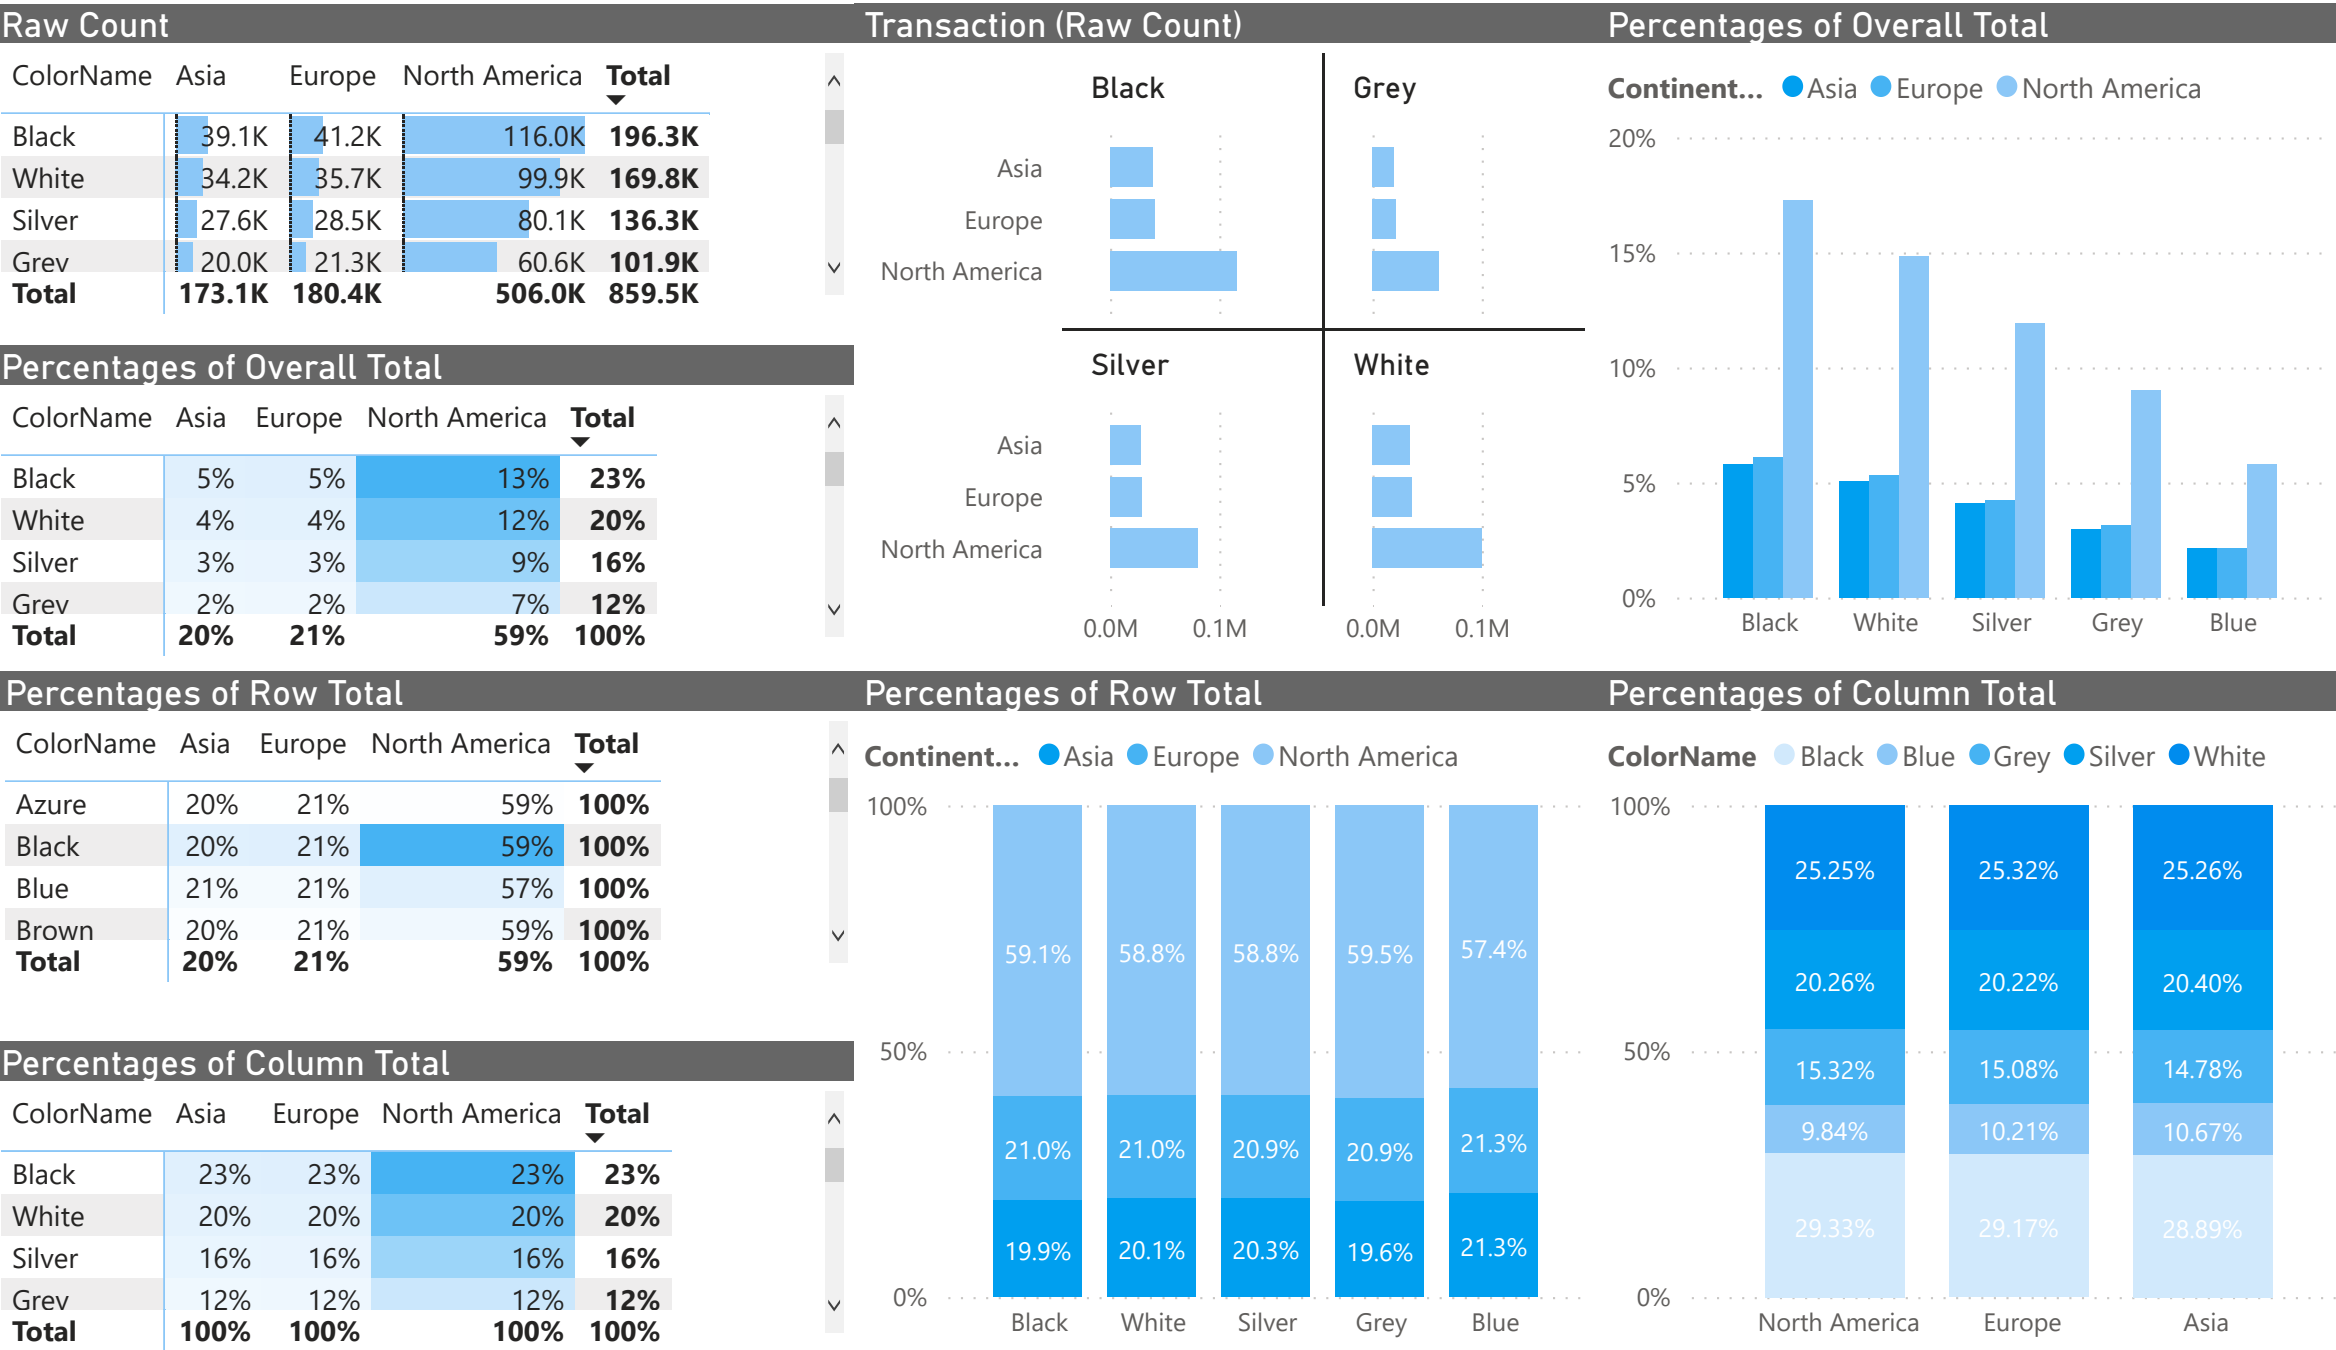 Raw Count
ColorName Asia Europe North America Total
Black 39.1K 41.2K 116.0K 196.3K
White 34.2K 35.7K 99.9K 169.8K
Silver 27.6K 28.5K 80.1K 136.3K
Grey 20.0K 21.3K 60.6K 101.9K
Total 173.1K 180.4K 506.0K 859.5K
Percentages of Overall Total
ColorName Asia Europe North America Total
Black 5% 5% 13% 23%
White 4% 4% 12% 20%
Silver 3% 3% 9% 16%
Grey 2% 2% 7% 12%
Total 20% 21% 59% 100%
Percentages of Row Total
ColorName Asia Europe North America Total
Azure 20% 21% 59% 100%
Black 20% 21% 59% 100%
Blue 21% 21% 57% 100%
Brown 20% 21% 59% 100%
Total 20% 21% 59% 100%
Percentages of Column Total
ColorName Asia Europe North America Total
Black 23% 23% 23% 23%
White 20% 20% 20% 20%
Silver 16% 16% 16% 16%
Grey 12% 12% 12% 12%
Total 100% 100% 100% 100%
Transaction (Raw Count)
Black Grey
Asia
Europe
North America
Silver White
Asia
Europe
North America
0.0M 0.1M 0.0M 0.1M
Percentages of Overall Total
Continent... Asia Europe North America
20%
15%
10%
5%
0%
Black White Silver Grey Blue
Percentages of Row Total
Continent... Asia Europe North America
100%
59.1% 58.8% 58.8% 59.5% 57.4%
50%
21.0% 21.0% 20.9% 20.9% 21.3%
19.9% 20.1% 20.3% 19.6% 21.3%
0%
Black White Silver Grey Blue
Percentages of Column Total
ColorName Black Blue Grey Silver White
100%
25.25% 25.32% 25.26%
20.26% 20.22% 20.40%
50%
15.32% 15.08% 14.78%
9.84% 10.21% 10.67%
29.33% 29.17% 28.89%
0%
North America Europe Asia